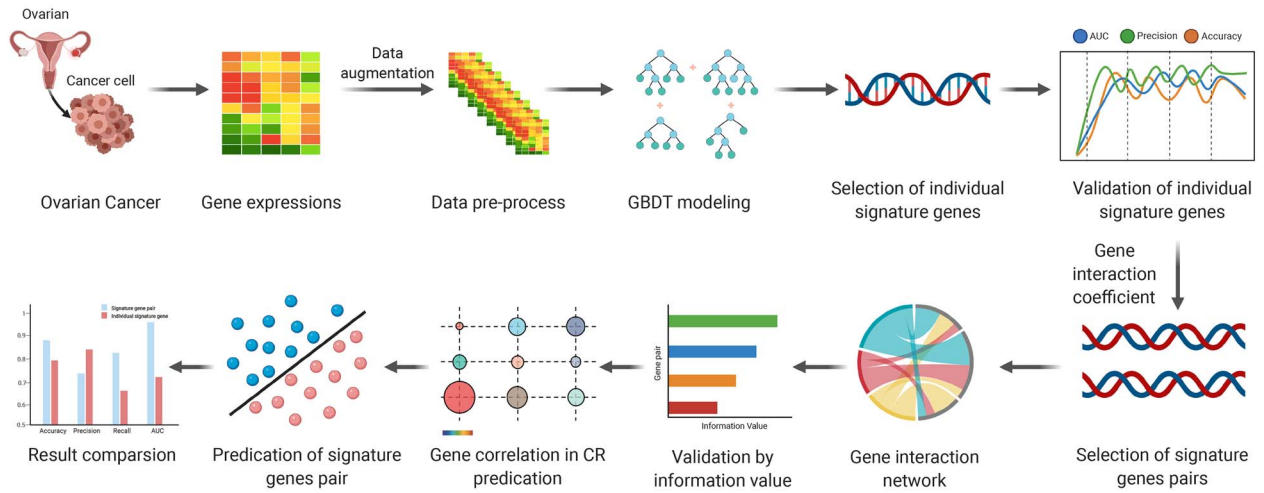 Ovarian
Cancer cell
Data
augmentation
AUC Precision Accuracy
Ovarian Cancer
Gene expressions
Data pre-process
GBDT modeling
Selection of individual
signature genes
Validation of individual
signature genes
Gene
interaction
coefficient
Selection of signature
genes pairs
Gene interaction
network
Gene pair
Information Value
Validation by
information value
Gene correlation in CR
predication
Predication of signature
genes pair
Signature gene pair
Individual signature gene
1
0.9
0.8
0.7
0.6
0.5
Accuracy Precision Recall AUC
Result comparsion